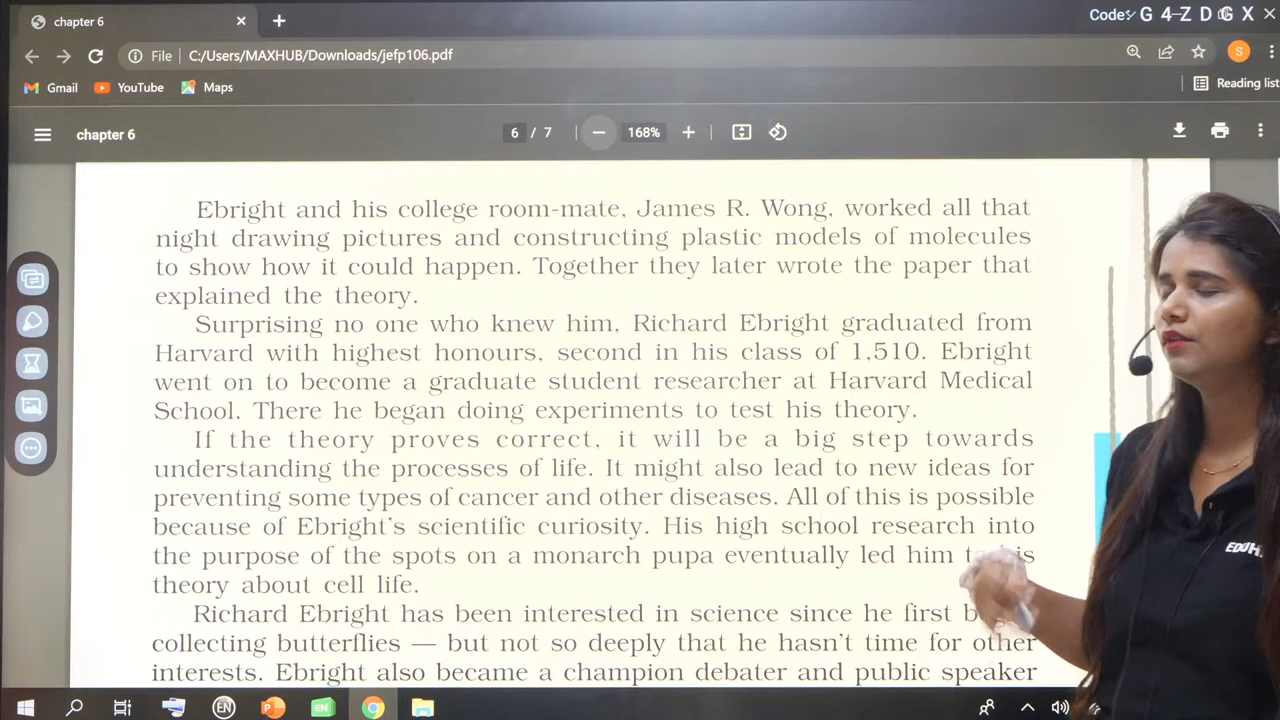 chapter 6
Code: G 4 Z D G X
File C:/Users/MAXHUB/Downloads/jefp106.pdf
S
Gmail YouTube Maps
Reading list
chapter 6
6 / 7
168%
Ebright and his college room-mate, James R. Wong, worked all that
night drawing pictures and constructing plastic models of molecules
to show how it could happen. Together they later wrote the paper that
explained the theory.
Surprising no one who knew him, Richard Ebright graduated from
Harvard with highest honours, second in his class of 1,510. Ebright
went on to become a graduate student researcher at Harvard Medical
School. There he began doing experiments to test his theory.
If the theory proves correct, it will be a big step towards
understanding the processes of life. It might also lead to new ideas for
preventing some types of cancer and other diseases. All of this is possible
because of Ebright's scientific curiosity. His high school research into
the purpose of the spots on a monarch pupa eventually led him
theory about cell life.
Richard Ebright has been interested in science since he first
collecting butterflies — but not so deeply that he hasn't time for other
interests. Ebright also became a champion debater and public speaker
EN
EN